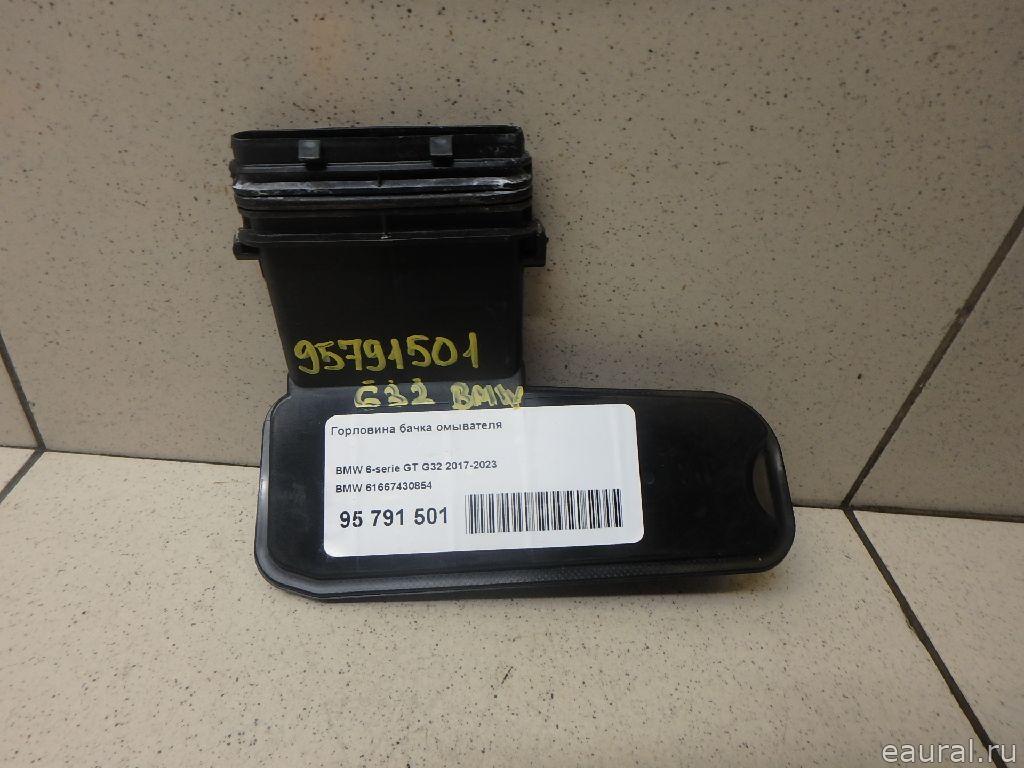 95791501
G32 BMW
Горловина бачка омывателя
BMW 6-serie GT G32 2017-2023
BMW 61667430854
95 791 501
eaural.ru